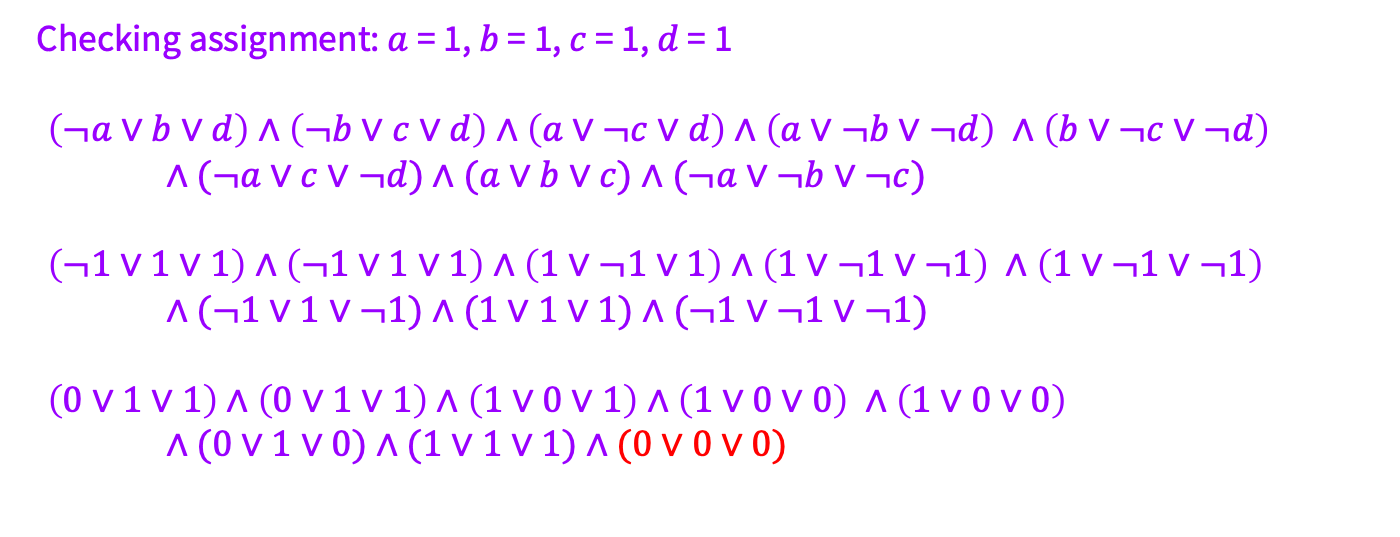 Checking assignment: a = 1, b = 1, c = 1, d = 1
(¬a ∨ b ∨ d) ∧ (¬b ∨ c ∨ d) ∧ (a ∨ ¬c ∨ d) ∧ (a ∨ ¬b ∨ ¬d) ∧ (b ∨ ¬c ∨ ¬d)
∧ (¬a ∨ c ∨ ¬d) ∧ (a ∨ b ∨ c) ∧ (¬a ∨ ¬b ∨ ¬c)
(¬1 ∨ 1 ∨ 1) ∧ (¬1 ∨ 1 ∨ 1) ∧ (1 ∨ ¬1 ∨ 1) ∧ (1 ∨ ¬1 ∨ ¬1) ∧ (1 ∨ ¬1 ∨ ¬1)
∧ (¬1 ∨ 1 ∨ ¬1) ∧ (1 ∨ 1 ∨ 1) ∧ (¬1 ∨ ¬1 ∨ ¬1)
(0 ∨ 1 ∨ 1) ∧ (0 ∨ 1 ∨ 1) ∧ (1 ∨ 0 ∨ 1) ∧ (1 ∨ 0 ∨ 0) ∧ (1 ∨ 0 ∨ 0)
∧ (0 ∨ 1 ∨ 0) ∧ (1 ∨ 1 ∨ 1) ∧ (0 ∨ 0 ∨ 0)